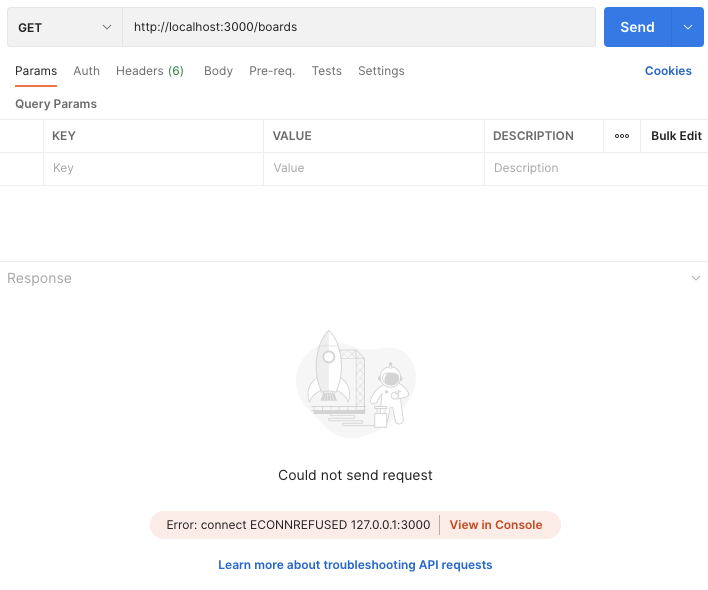 GET http://localhost:3000/boards Send
Params Auth Headers (6) Body Pre-req. Tests Settings Cookies
Query Params
KEY VALUE DESCRIPTION ooo Bulk Edit
Key Value Description
Response
Could not send request
Error: connect ECONNREFUSED 127.0.0.1:3000 View in Console
Learn more about troubleshooting API requests